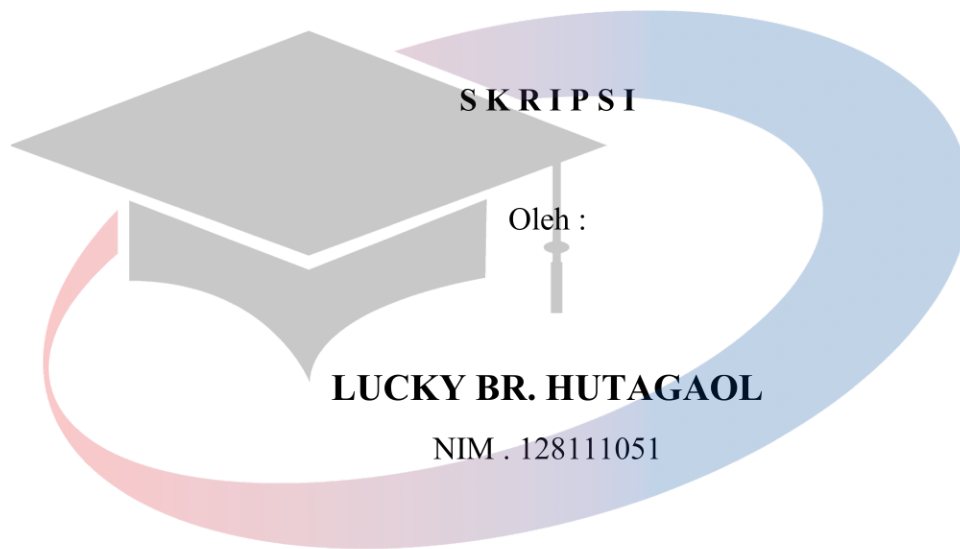 S K R I P S I
Oleh :
LUCKY BR. HUTAGAOL
NIM . 128111051